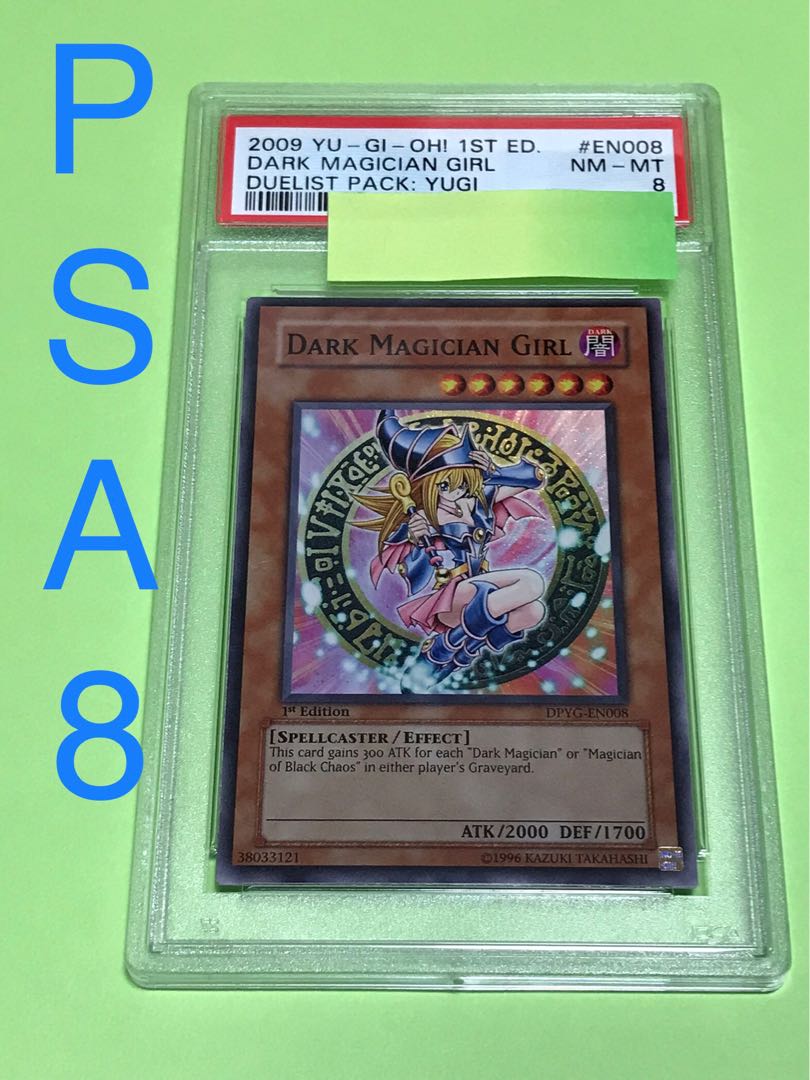 P
S
A
8
2009 YU-GI-OH! 1ST ED. #EN008
DARK MAGICIAN GIRL NM-MT
DUELIST PACK: YUGI 8
DARK MAGICIAN GIRL
DARK
闇
1st Edition DPYG-EN008
[SPELLCASTER/EFFECT]
This card gains 300 ATK for each "Dark Magician" or "Magician
of Black Chaos" in either player's Graveyard.
ATK/2000 DEF/1700
38033121 ©1996 KAZUKI TAKAHASHI